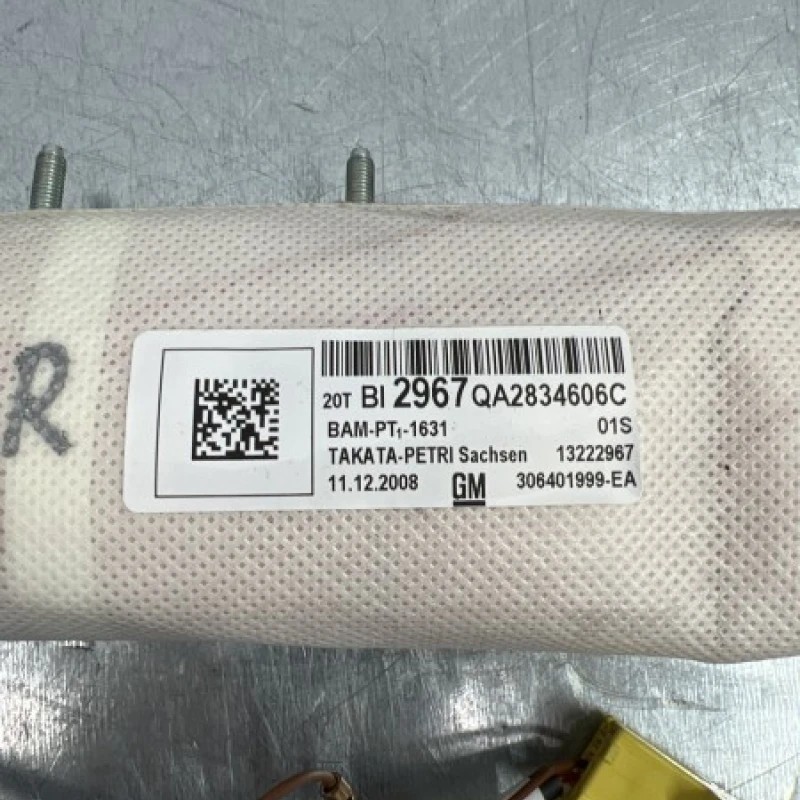 R
20T BI 2967 QA2834606C
BAM-PT₁-1631 01S
TAKATA-PETRI Sachsen 13222967
11.12.2008 GM 306401999-EA